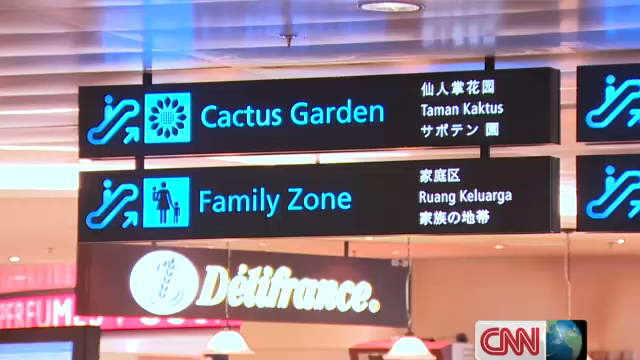 Cactus Garden
仙人掌花园
Taman Kaktus
サボテン 園
Family Zone
家庭区
Ruang Keluarga
家族の地帯
Délifrance®
PERFUMES
CNN